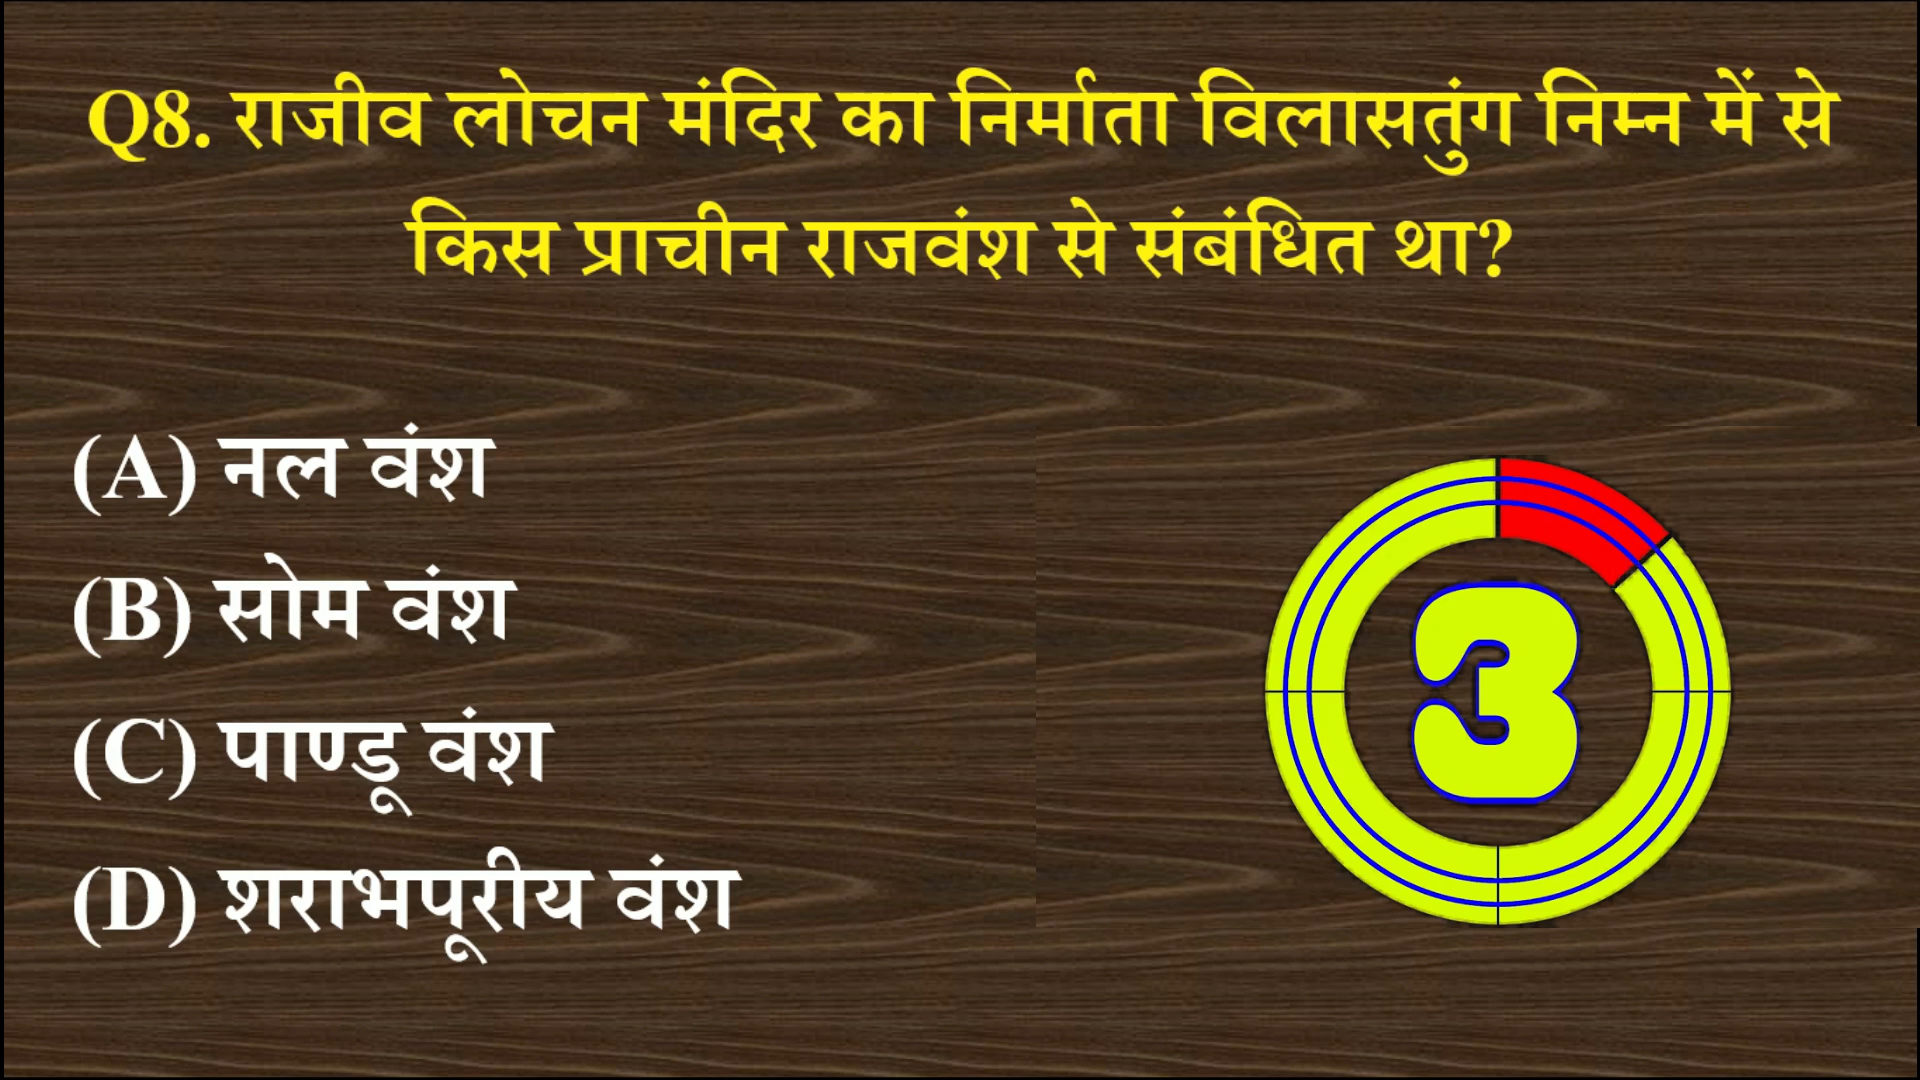 Q8. राजीव लोचन मंदिर का निर्माता विलासतुंग निम्न में से
किस प्राचीन राजवंश से संबंधित था?
(A) नल वंश
(B) सोम वंश
(C) पाण्डू वंश
(D) शराभपूरीय वंश
3